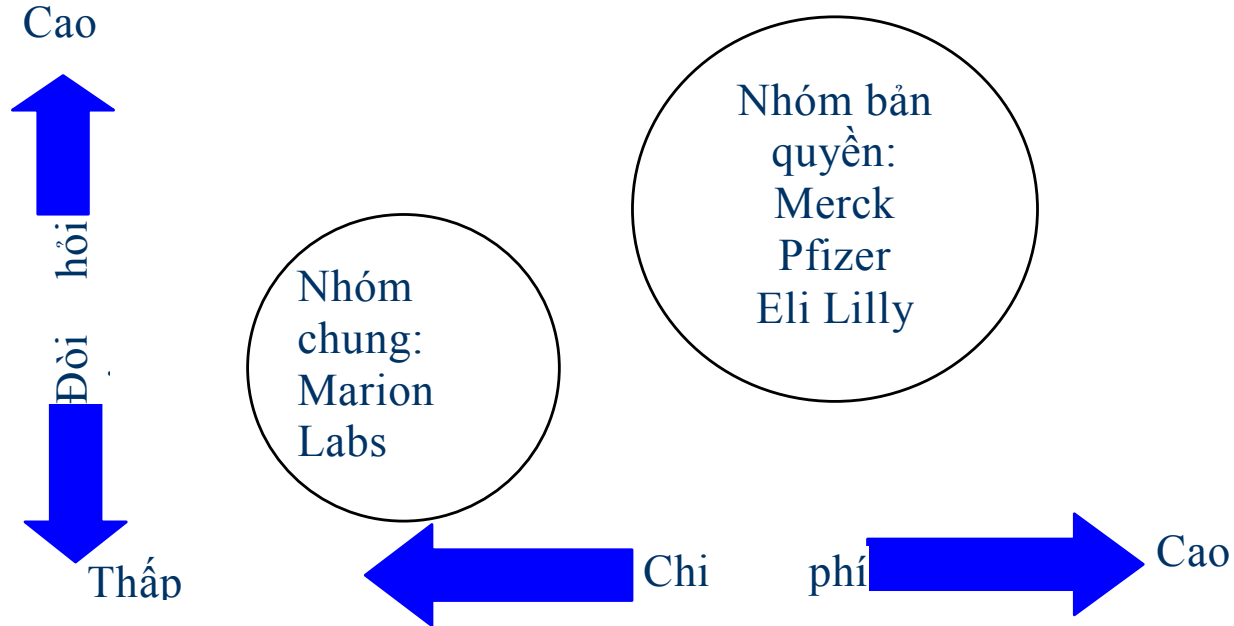 Cao
Đòi hỏi
Nhóm bản
quyền:
Merck
Pfizer
Eli Lilly
Nhóm
chung:
Marion
Labs
Thấp
Chi phí
Cao